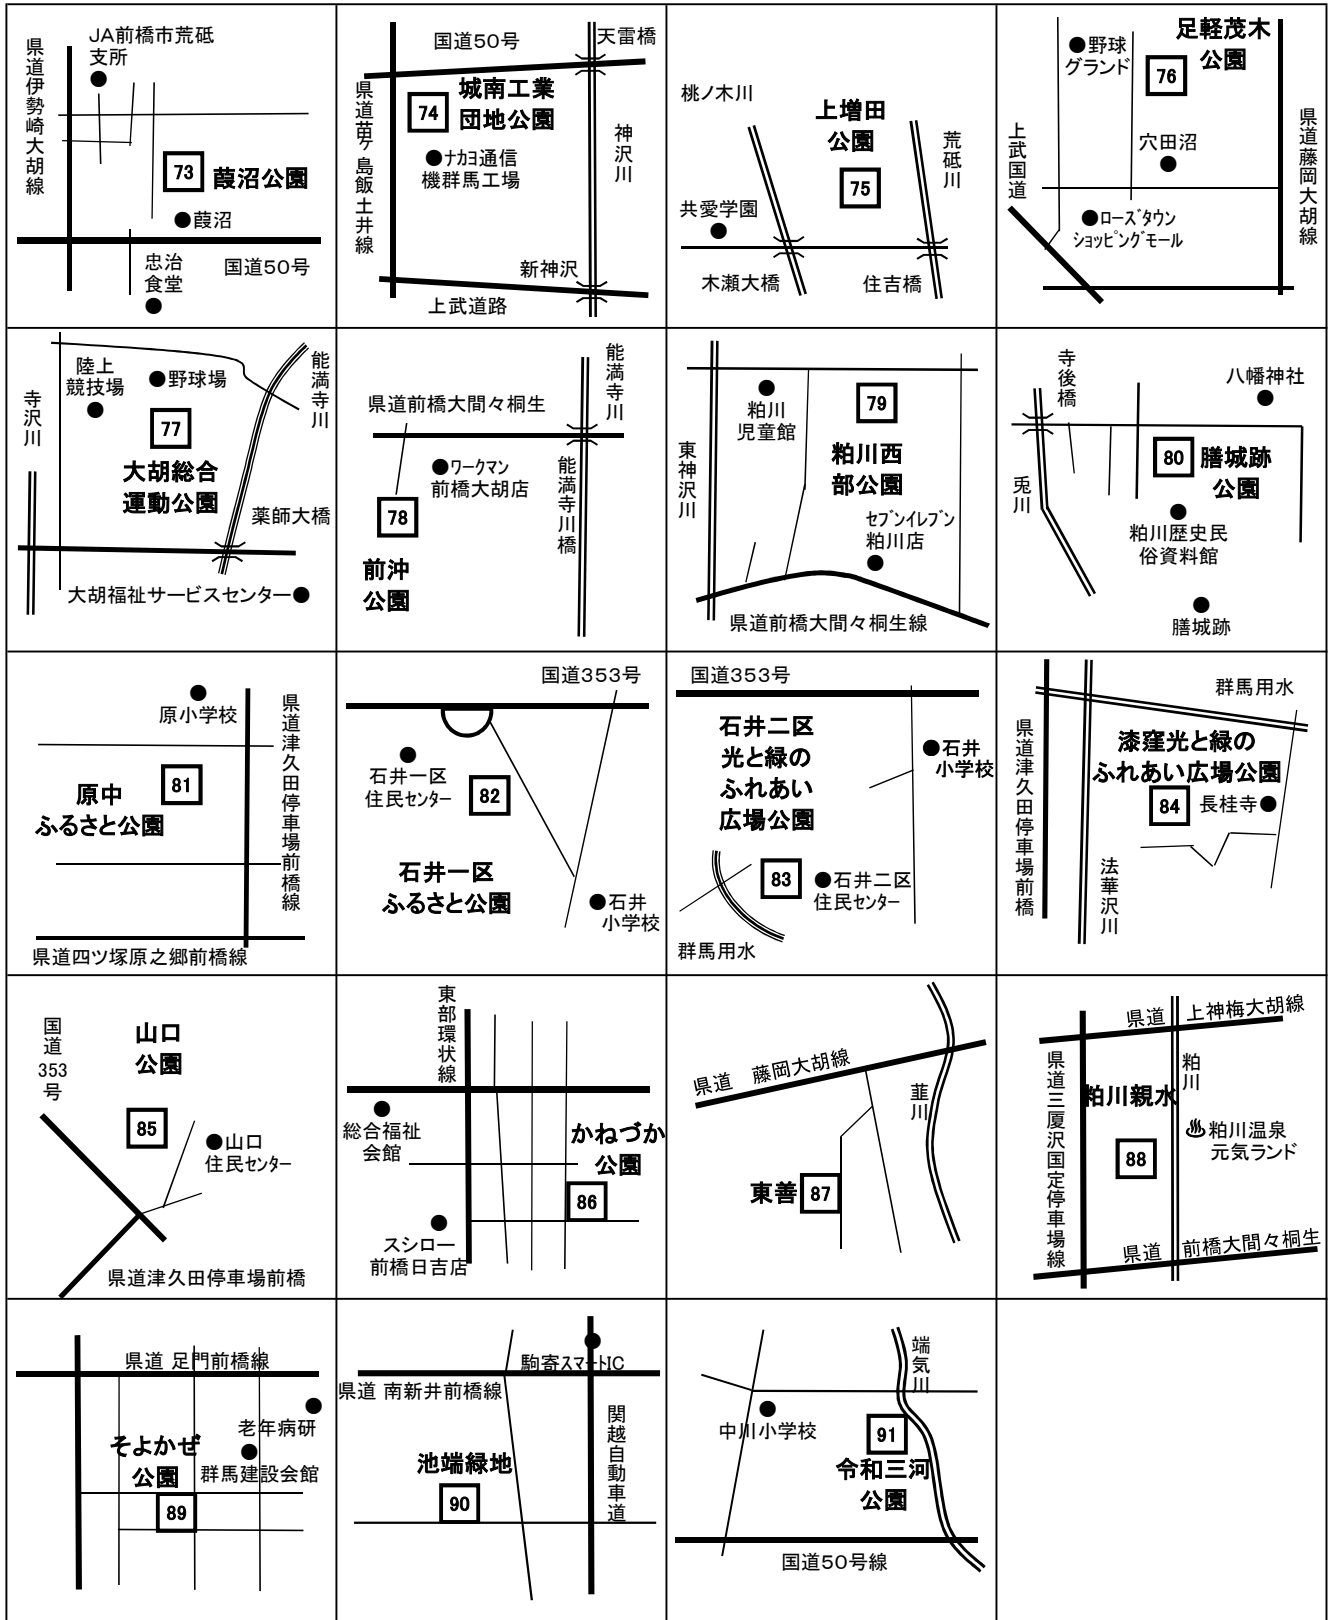 県道伊勢崎大胡線
JA前橋市荒砥
支所
73
葭沼公園
葭沼
忠治
食堂
国道50号
国道50号
天雷橋
県道苗ヶ島飯土井線
74
城南工業
団地公園
ナカヨ通信
機群馬工場
神沢川
新神沢
上武道路
桃ノ木川
上増田
公園
75
荒砥川
共愛学園
木瀬大橋
住吉橋
足軽茂木
公園
野球
グランド
76
上武国道
穴田沼
県道藤岡大胡線
ローズタウン
ショッピングモール
寺沢川
陸上
競技場
野球場
能満寺川
77
大胡総合
運動公園
薬師大橋
大胡福祉サービスセンター
能満寺川
県道前橋大間々桐生
ワークマン
前橋大胡店
能満寺川橋
78
前沖
公園
東神沢川
粕川
児童館
79
粕川西
部公園
セブンイレブン
粕川店
県道前橋大間々桐生線
寺後橋
八幡神社
兎川
80
膳城跡
公園
粕川歴史民
俗資料館
膳城跡
原小学校
県道津久田停車場前橋線
81
原中
ふるさと公園
県道四ツ塚原之郷前橋線
国道353号
石井一区
住民センター
82
石井一区
ふるさと公園
石井
小学校
国道353号
石井二区
光と緑の
ふれあい
広場公園
石井
小学校
83
石井二区
住民センター
群馬用水
群馬用水
県道津久田停車場前橋
漆窪光と緑の
ふれあい広場公園
84
長桂寺
法華沢川
国道353号
山口
公園
85
山口
住民センター
県道津久田停車場前橋
東部環状線
総合福祉
会館
かねづか
公園
86
スシロー
前橋日吉店
県道 藤岡大胡線
韮川
東善
87
県道 上神梅大胡線
県道三厦沢国定停車場線
粕川
粕川親水
88
粕川温泉
元気ランド
県道 前橋大間々桐生
県道 足門前橋線
老年病研
そよかぜ
公園
群馬建設会館
89
駒寄スマートIC
県道 南新井前橋線
関越自動車道
池端緑地
90
端気川
中川小学校
91
令和三河
公園
国道50号線